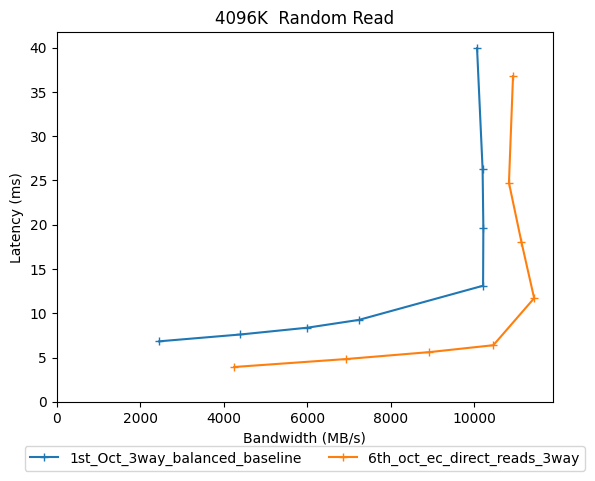 4096K  Random Read
40
35
30
25
20
15
10
5
0
Latency (ms)
0 2000 4000 6000 8000 10000
Bandwidth (MB/s)
1st_Oct_3way_balanced_baseline 6th_oct_ec_direct_reads_3way